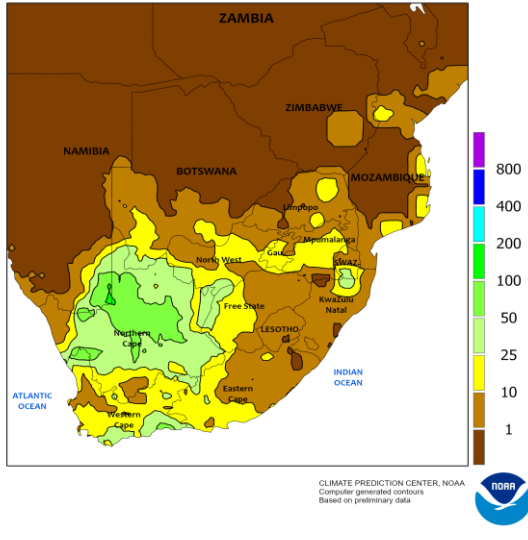 ZAMBIA
ZIMBABWE
NAMIBIA
BOTSWANA
MOZAMBIQUE
Limpopo
Mpumalanga
North West
Gau.
SWAZ.
KwaZulu
Natal
Free State
LESOTHO
Northern
Cape
Eastern
Cape
Western
Cape
ATLANTIC
OCEAN
INDIAN
OCEAN
800
400
200
100
50
25
10
1
CLIMATE PREDICTION CENTER, NOAA
Computer generated contours
Based on preliminary data
NOAA